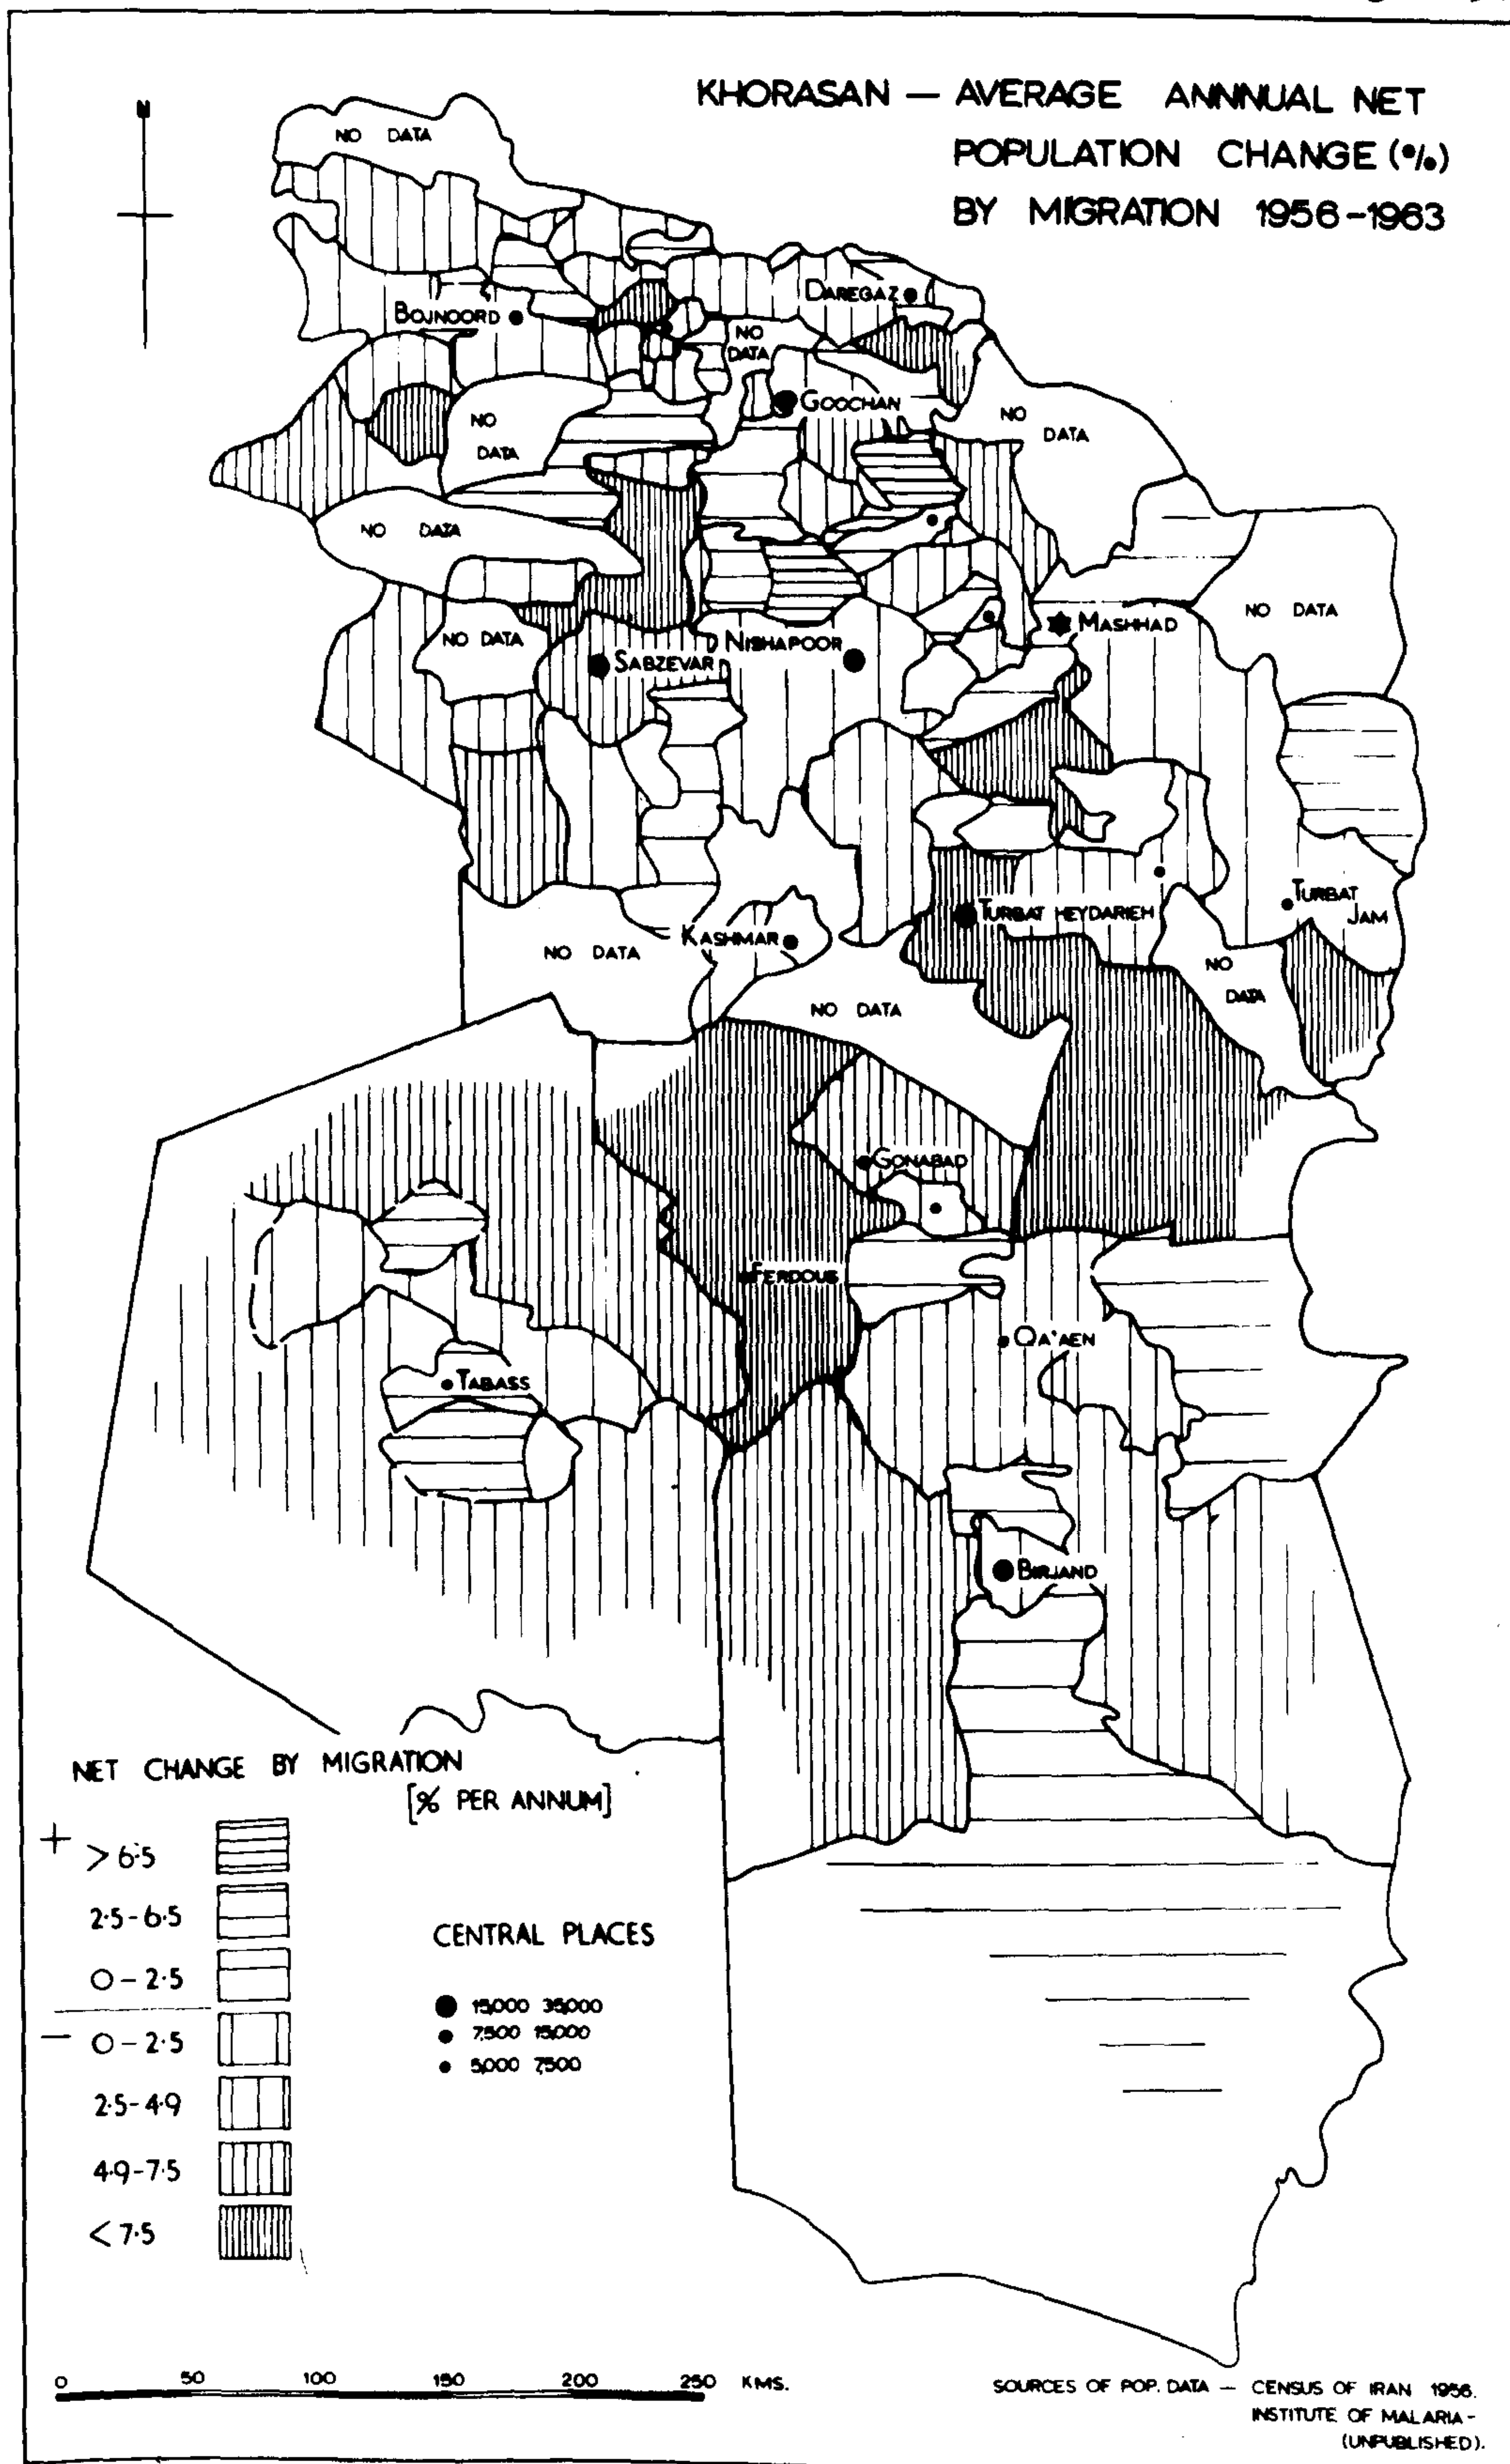 KHORASAN — AVERAGE ANNNUAL NET
POPULATION CHANGE (%)
BY MIGRATION 1956-1963
N
NO DATA
DAREGAZ
BOJNOORD
NO
DATA
GOOCHAN
NO
DATA
NO
DATA
NO DATA
NO DATA
MASHHAD
NO DATA
NISHAPOOR
SABZEVAR
TURBAT
JAM
TURBAT HEYDARIEH
KASHMAR
NO DATA
NO
DATA
NO DATA
GONABAD
FERDOUS
QA'AEN
TABASS
BIRJAND
NET CHANGE BY MIGRATION
[% PER ANNUM]
+ > 6·5
2·5-6·5
0-2·5
- 0-2·5
2·5-4·9
4·9-7·5
< 7·5
CENTRAL PLACES
15,000 35,000
7,500 15,000
5,000 7,500
0 50 100 150 200 250 KMS.
SOURCES OF POP. DATA — CENSUS OF IRAN 1956.
INSTITUTE OF MALARIA-
(UNPUBLISHED).